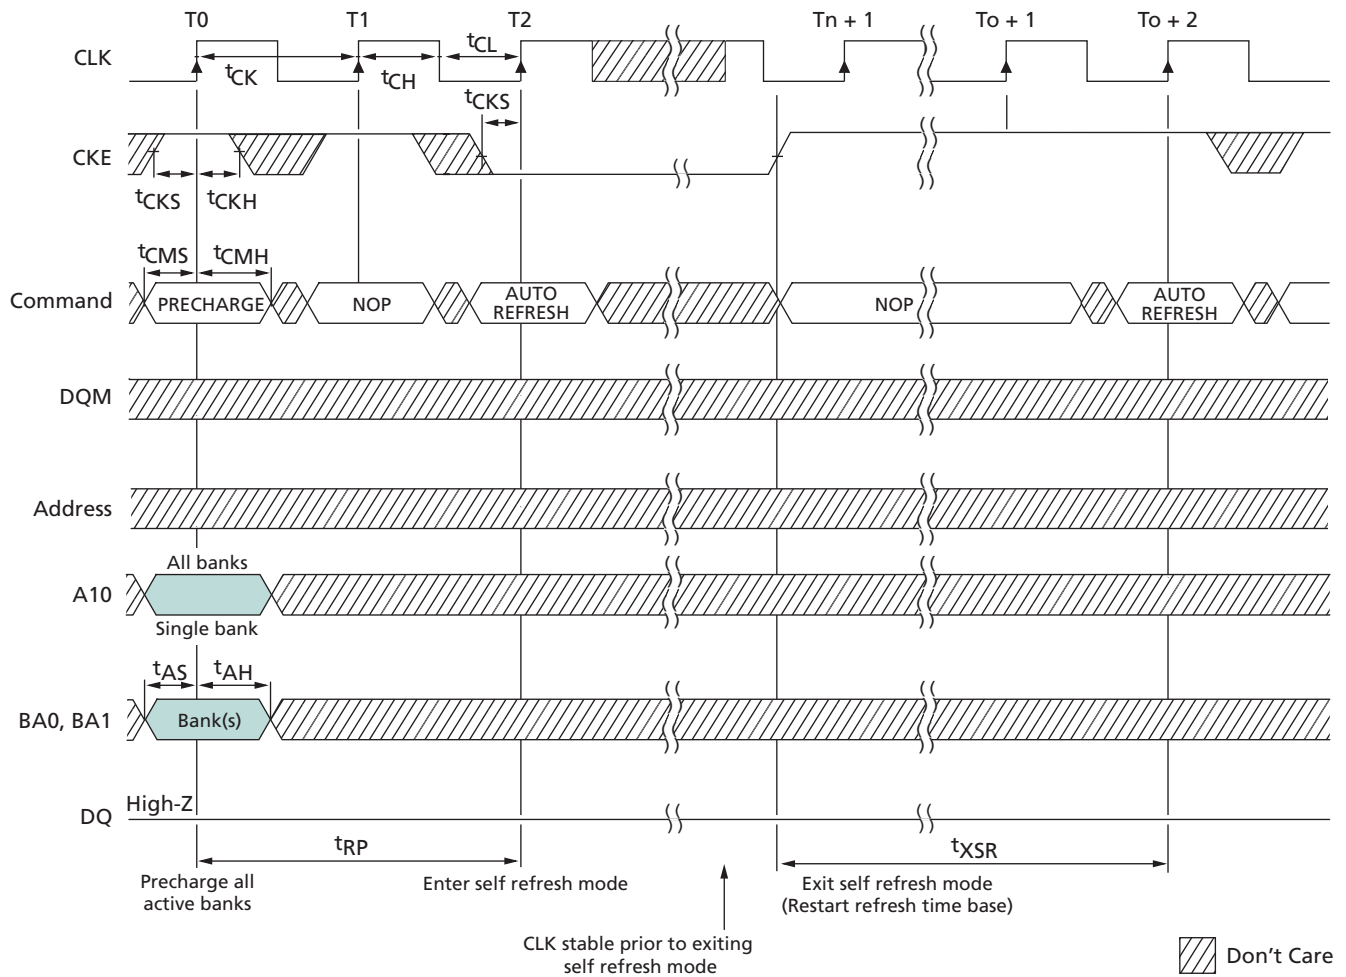 T0 T1 T2 Tn + 1 To + 1 To + 2
CLK
tCK tCH tCL
tCKS
CKE
tCKS tCKH
tCMS tCMH
Command PRECHARGE NOP AUTO REFRESH NOP AUTO REFRESH
DQM
Address
All banks
A10
Single bank
tAS tAH
BA0, BA1 Bank(s)
High-Z
DQ
tRP tXSR
Precharge all
active banks
Enter self refresh mode
Exit self refresh mode
(Restart refresh time base)
CLK stable prior to exiting
self refresh mode
Don't Care